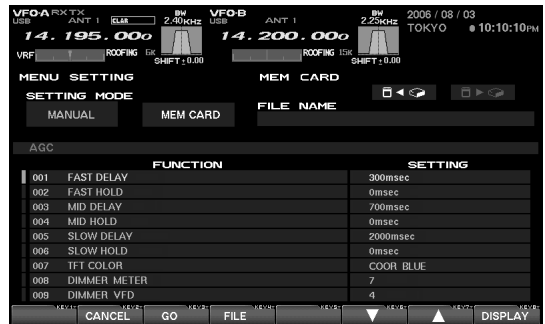 VFO-A RX TX BW VFO-B BW 2006 / 08 / 03
USB ANT 1 CLAR 2.40KHZ USB ANT 1 2.25KHZ TOKYO 10:10:10PM
14. 195. 000 14. 200. 000
VRF ROOFING 6K SHIFT± 0.00 ROOFING 15K SHIFT± 0.00
MENU SETTING MEM CARD
SETTING MODE
MANUAL MEM CARD FILE NAME
AGC
FUNCTION SETTING
001 FAST DELAY 300msec
002 FAST HOLD 0msec
003 MID DELAY 700msec
004 MID HOLD 0msec
005 SLOW DELAY 2000msec
006 SLOW HOLD 0msec
007 TFT COLOR COOR BLUE
008 DIMMER METER 7
009 DIMMER VFD 4
CANCEL GO FILE DISPLAY